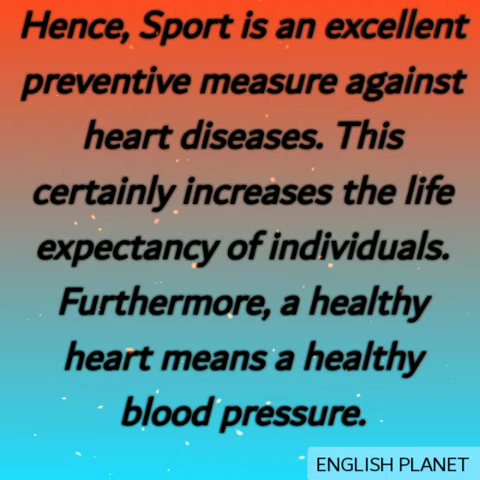 Hence, Sport is an excellent
preventive measure against
heart diseases. This
certainly increases the life
expectancy of individuals.
Furthermore, a healthy
heart means a healthy
blood pressure.
ENGLISH PLANET